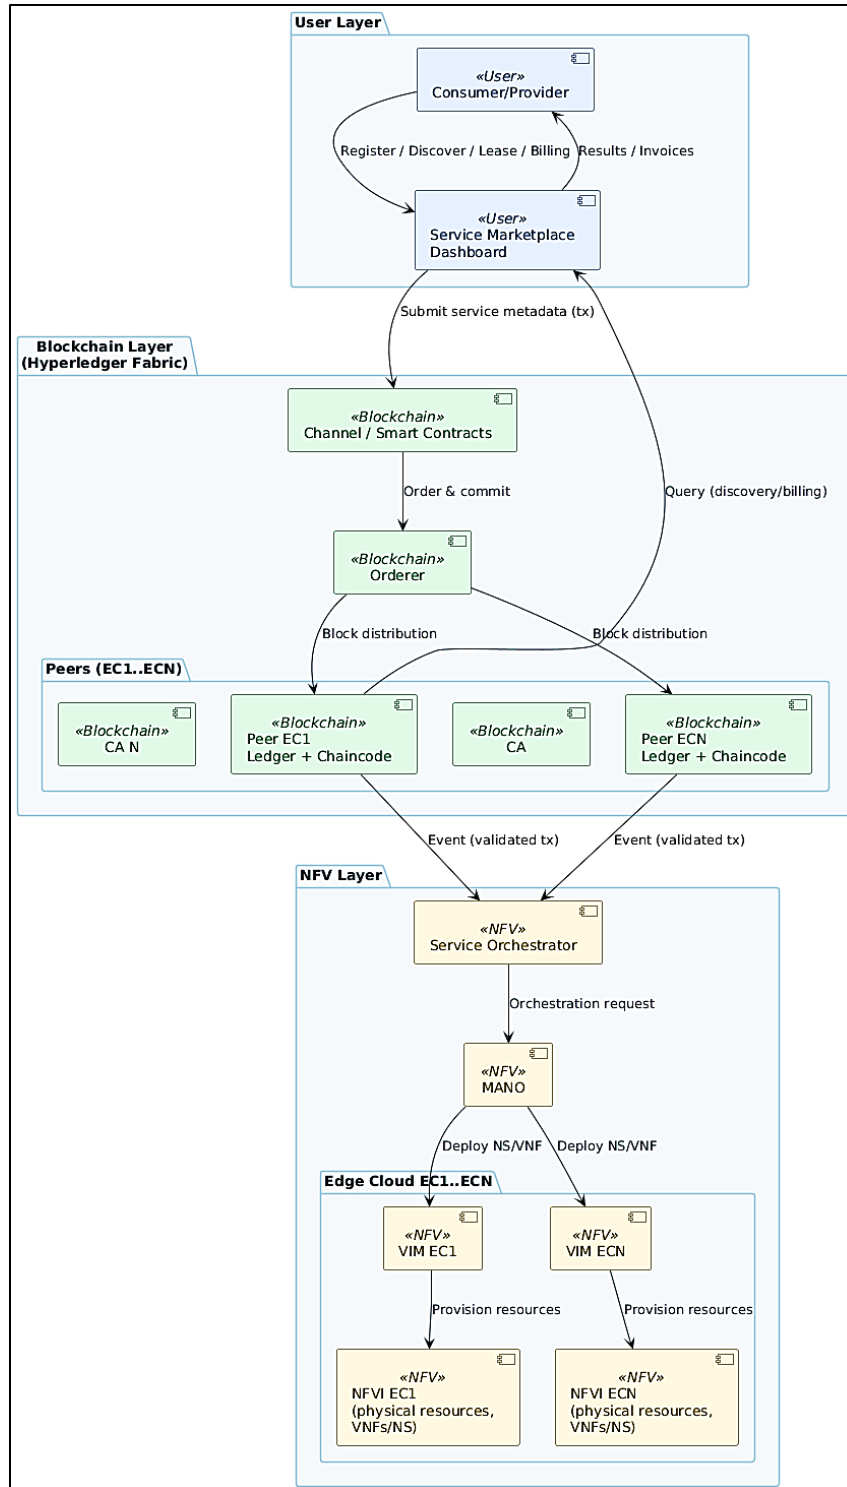 User Layer
«User»
Consumer/Provider
Register / Discover / Lease / Billing
Results / Invoices
«User»
Service Marketplace
Dashboard
Submit service metadata (tx)
Blockchain Layer
(Hyperledger Fabric)
«Blockchain»
Channel / Smart Contracts
Order & commit
Query (discovery/billing)
«Blockchain»
Orderer
Block distribution
Block distribution
Peers (EC1..ECN)
«Blockchain»
CA N
«Blockchain»
Peer EC1
Ledger + Chaincode
«Blockchain»
CA
«Blockchain»
Peer ECN
Ledger + Chaincode
Event (validated tx)
Event (validated tx)
NFV Layer
«NFV»
Service Orchestrator
Orchestration request
«NFV»
MANO
Deploy NS/VNF
Deploy NS/VNF
Edge Cloud EC1..ECN
«NFV»
VIM EC1
«NFV»
VIM ECN
Provision resources
Provision resources
«NFV»
NFVI EC1
(physical resources,
VNFs/NS)
«NFV»
NFVI ECN
(physical resources,
VNFs/NS)